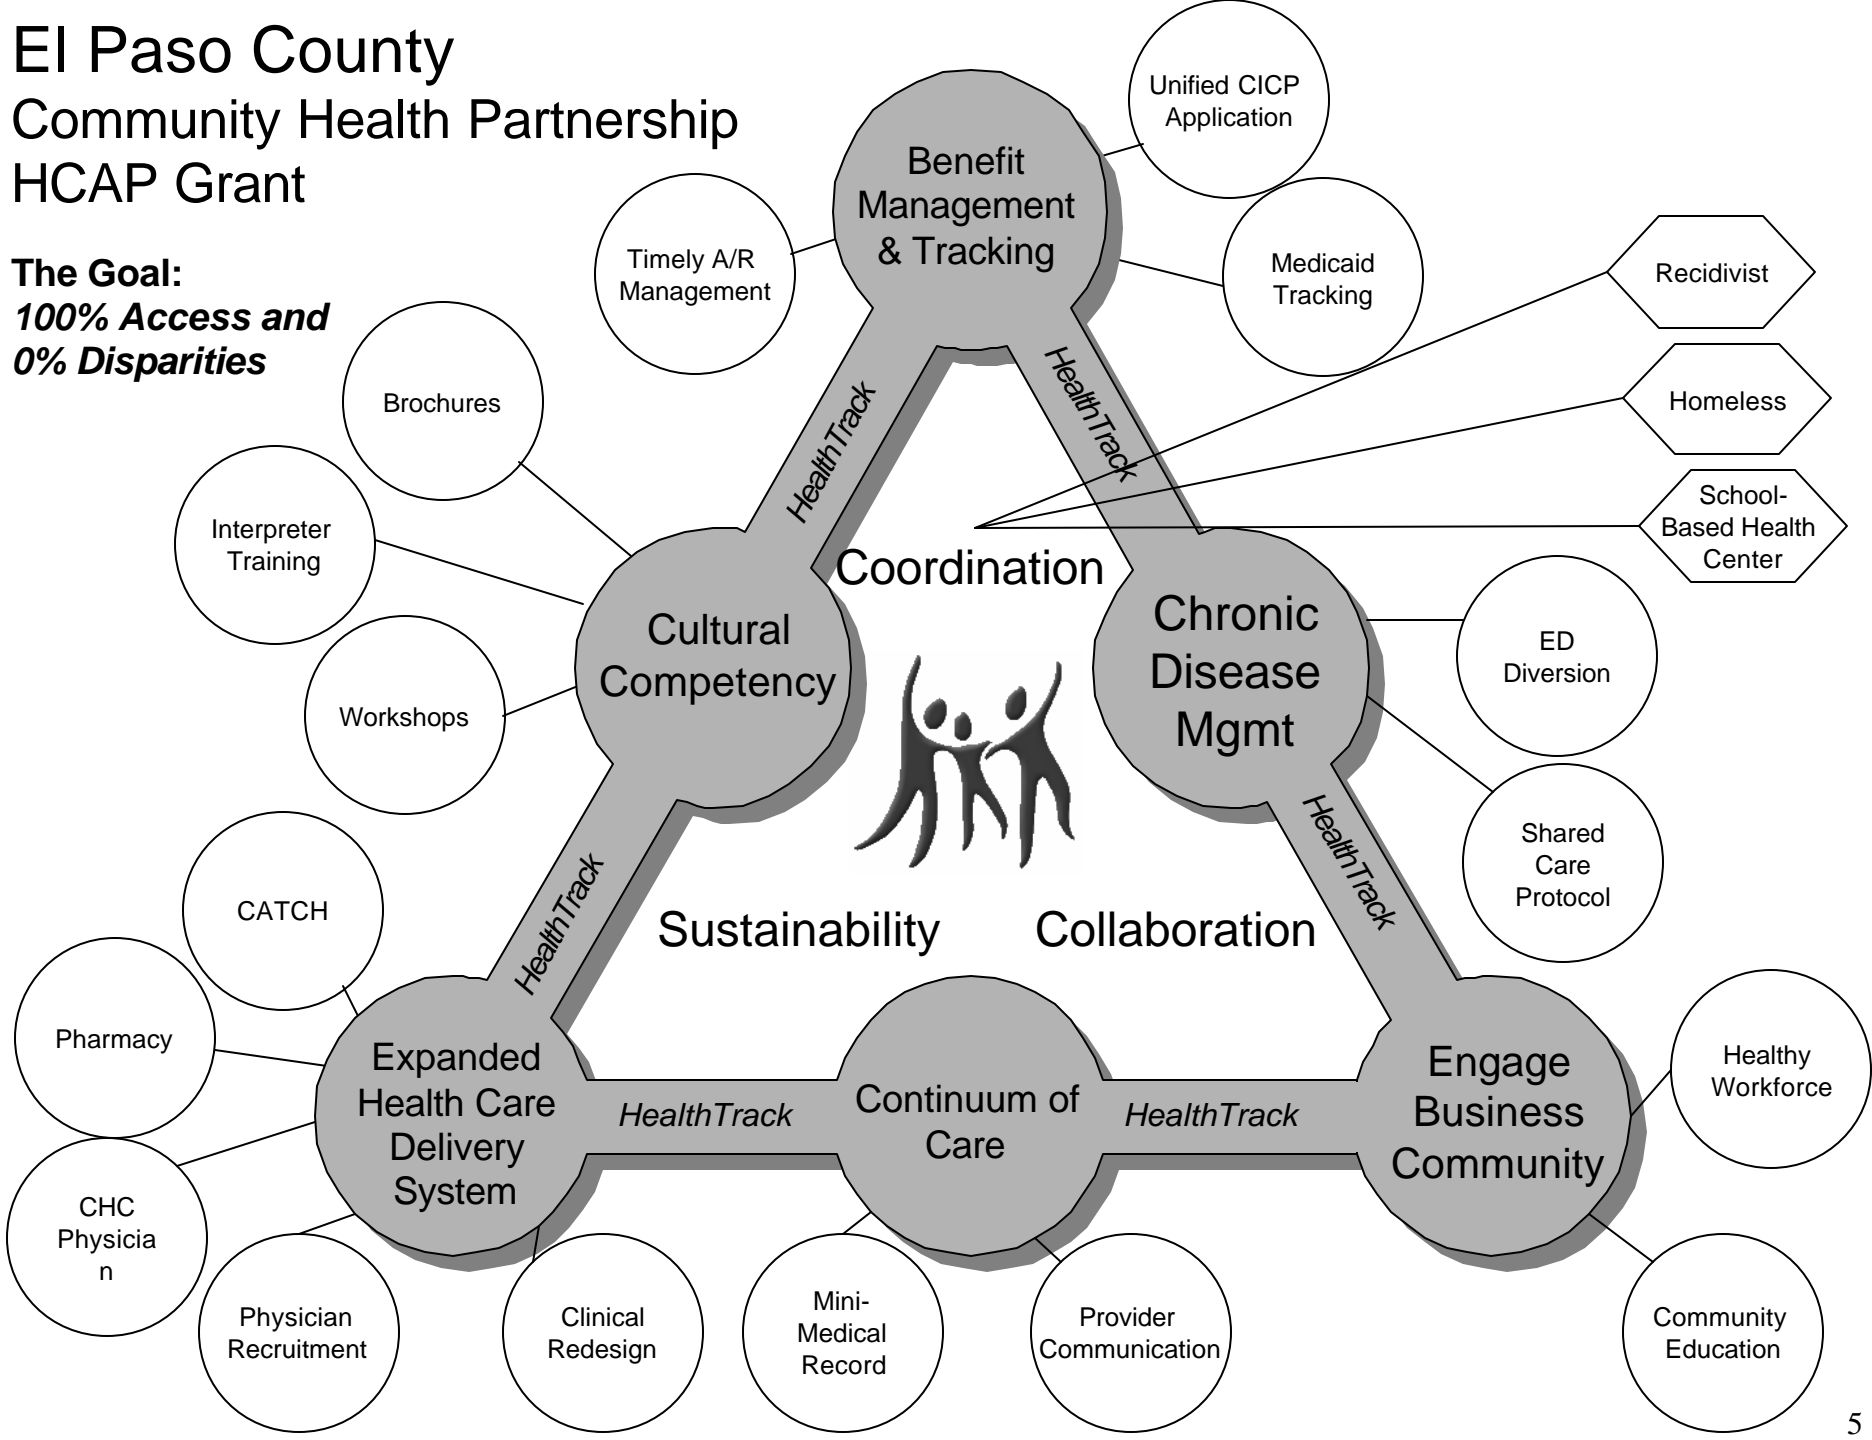 El Paso County
Community Health Partnership
HCAP Grant
The Goal:
100% Access and
0% Disparities
Unified CICP
Application
Benefit
Management
& Tracking
Timely A/R
Management
Medicaid
Tracking
Recidivist
Homeless
School-
Based Health
Center
Brochures
Interpreter
Training
Workshops
HealthTrack
HealthTrack
Coordination
Cultural
Competency
Chronic
Disease
Mgmt
ED
Diversion
Shared
Care
Protocol
HealthTrack
HealthTrack
Sustainability
Collaboration
CATCH
Pharmacy
CHC
Physicia
n
Physician
Recruitment
Clinical
Redesign
Expanded
Health Care
Delivery
System
HealthTrack
Continuum of
Care
HealthTrack
Engage
Business
Community
Healthy
Workforce
Mini-
Medical
Record
Provider
Communication
Community
Education
5